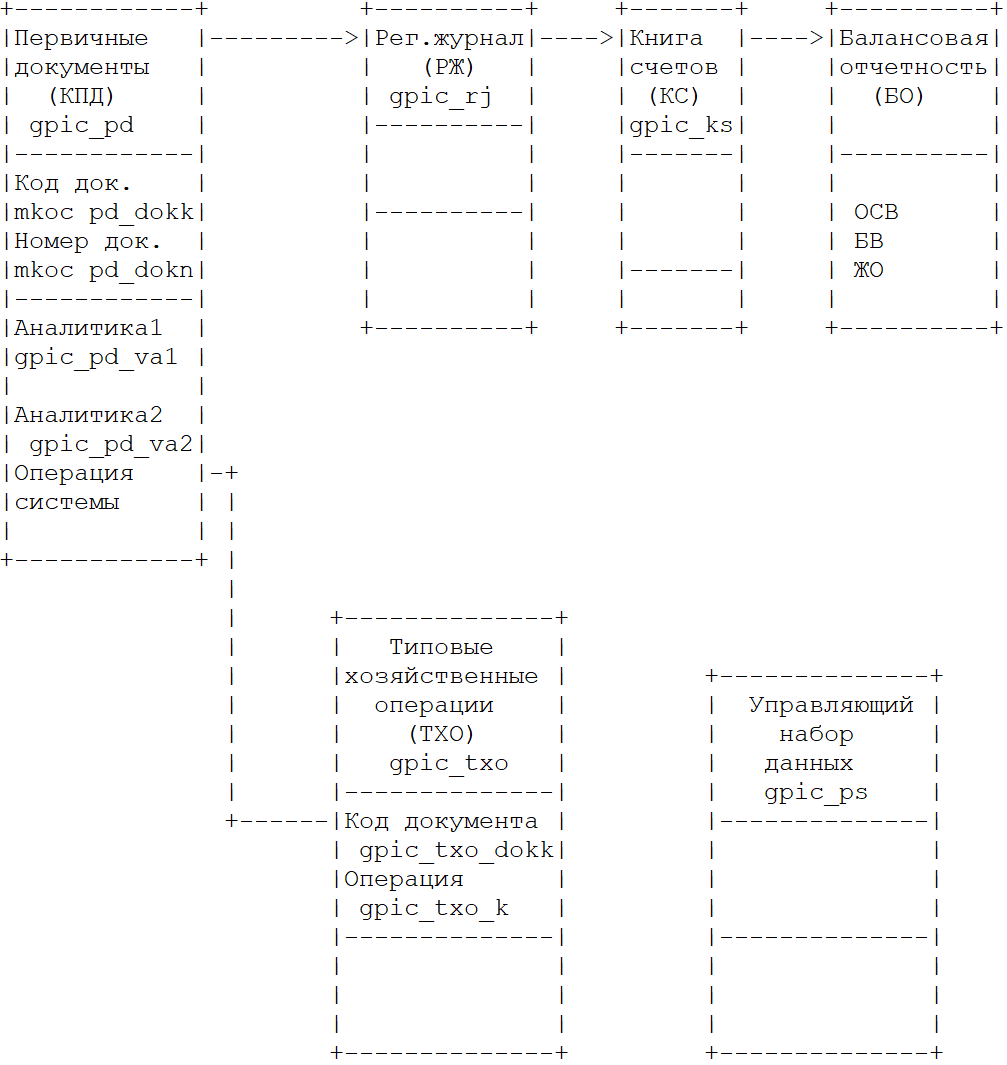 Первичные
документы
(КПД)
gpic_pd
Код док.
mkoc pd_dokk
Номер док.
mkoc pd_dokn
Аналитика1
gpic_pd_va1
Аналитика2
gpic_pd_va2
Операция
системы
Рег.журнал
(РЖ)
gpic_rj
Книга
счетов
(КС)
gpic_ks
Балансовая
отчетность
(БО)
ОСВ
БВ
ЖО
Типовые
хозяйственные
операции
(ТХО)
gpic_txo
Код документа
gpic_txo_dokk
Операция
gpic_txo_k
Управляющий
набор
данных
gpic_ps